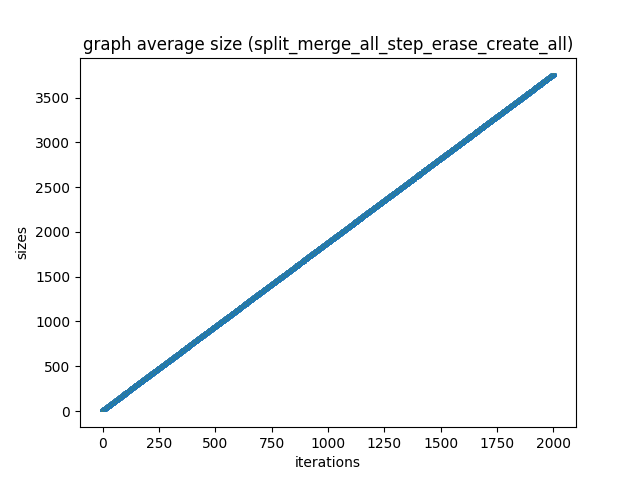 graph average size (split_merge_all_step_erase_create_all)
3500
3000
2500
2000
1500
1000
500
0
sizes
0 250 500 750 1000 1250 1500 1750 2000
iterations